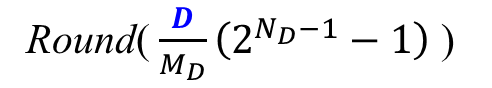 Round( D/M_D (2^{N_D−1} − 1) )